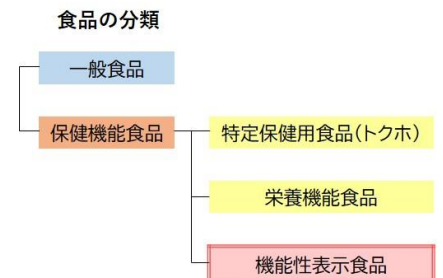 食品の分類
一般食品
保健機能食品
特定保健用食品(トクホ)
栄養機能食品
機能性表示食品